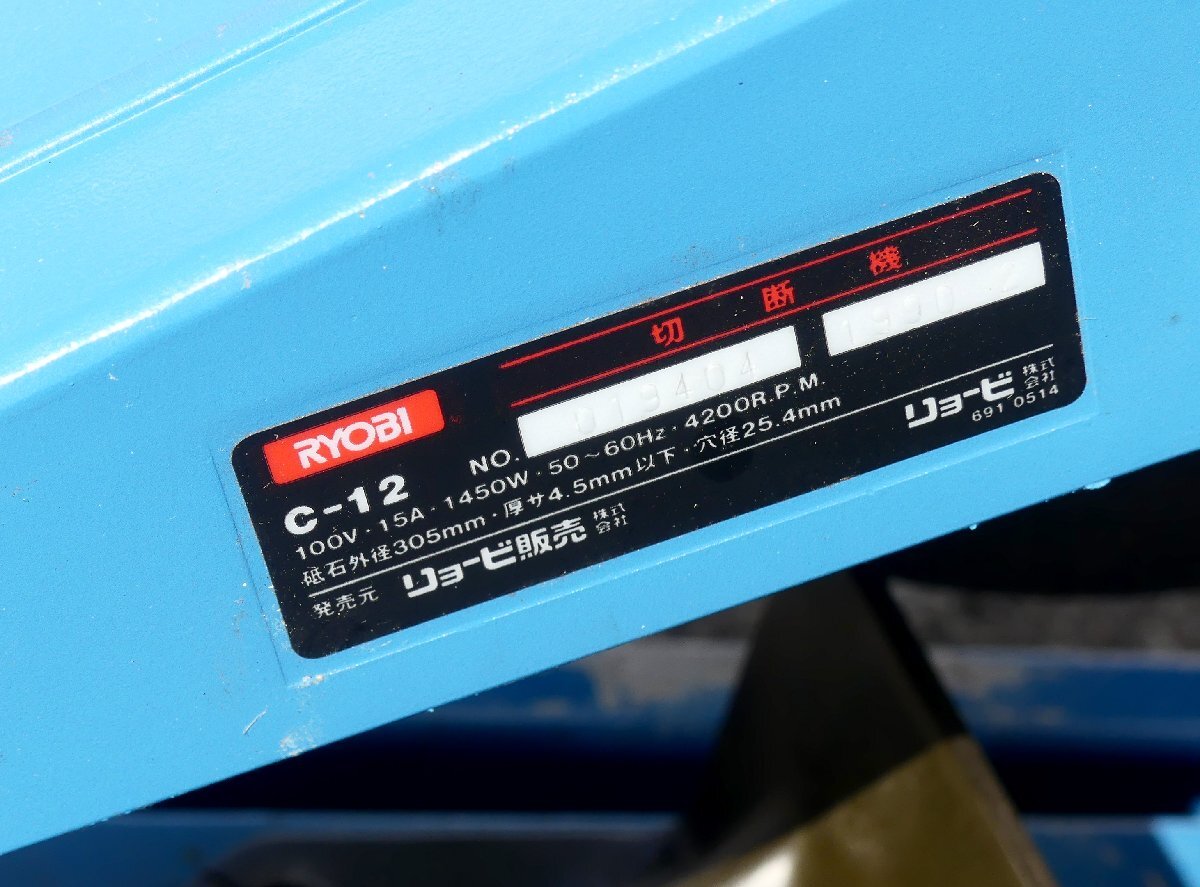 切断機
RYOBI
C-12
NO. 019404 1990 2
100V・15A・1450W・50～60Hz・4200R.P.M.
砥石外径305mm・厚サ4.5mm以下・穴径25.4mm
発売元 リョービ販売株式会社 リョービ株式会社
691 0514